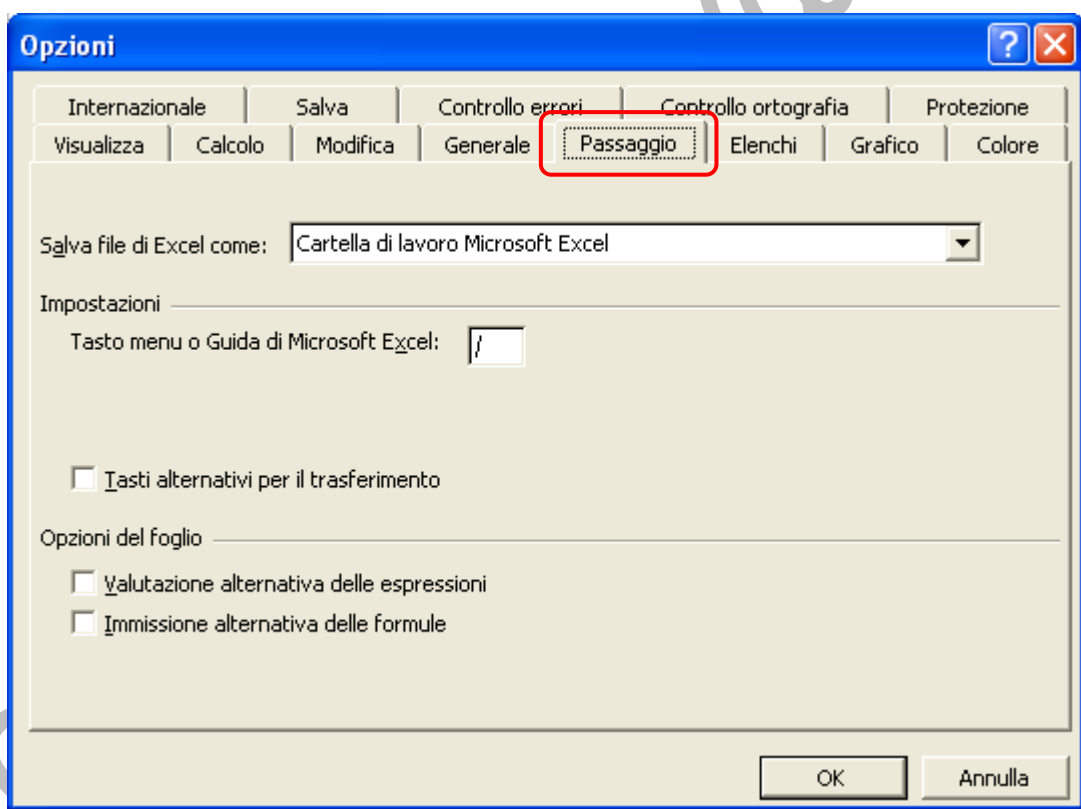 Opzioni
Internazionale Salva Controllo errori Controllo ortografia Protezione
Visualizza Calcolo Modifica Generale Passaggio Elenchi Grafico Colore
Salva file di Excel come: Cartella di lavoro Microsoft Excel
Impostazioni
Tasto menu o Guida di Microsoft Excel: /
Tasti alternativi per il trasferimento
Opzioni del foglio
Valutazione alternativa delle espressioni
Immissione alternativa delle formule
OK Annulla